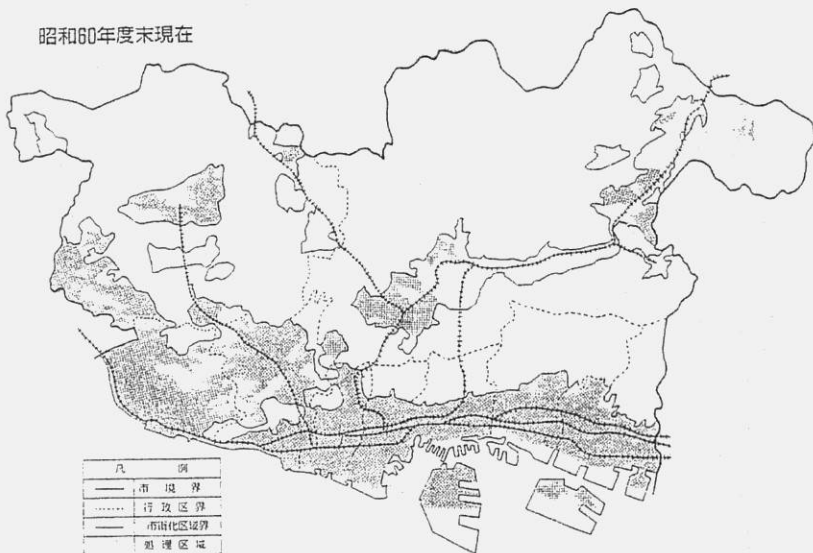 昭和60年度末現在
凡例
市境界
行政区界
市街化区域界
処理区域